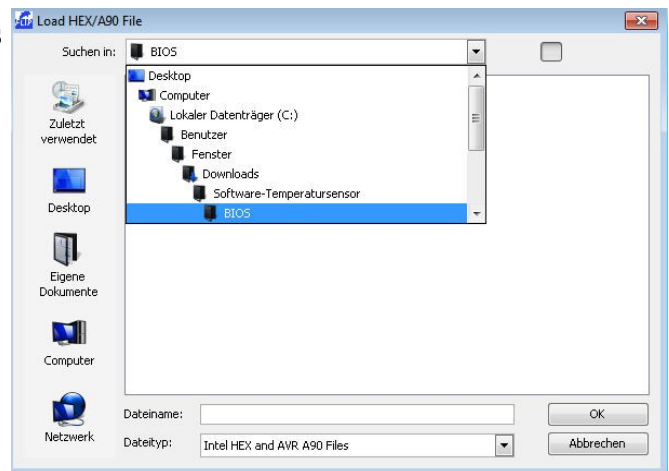 Load HEX/A90 File
Suchen in:
BIOS
Desktop
Computer
Lokaler Datenträger (C:)
Benutzer
Fenster
Downloads
Software-Temperatursensor
BIOS
Zuletzt
verwendet
Desktop
Eigene
Dokumente
Computer
Netzwerk
Dateiname:
OK
Dateityp:
Intel HEX and AVR A90 Files
Abbrechen